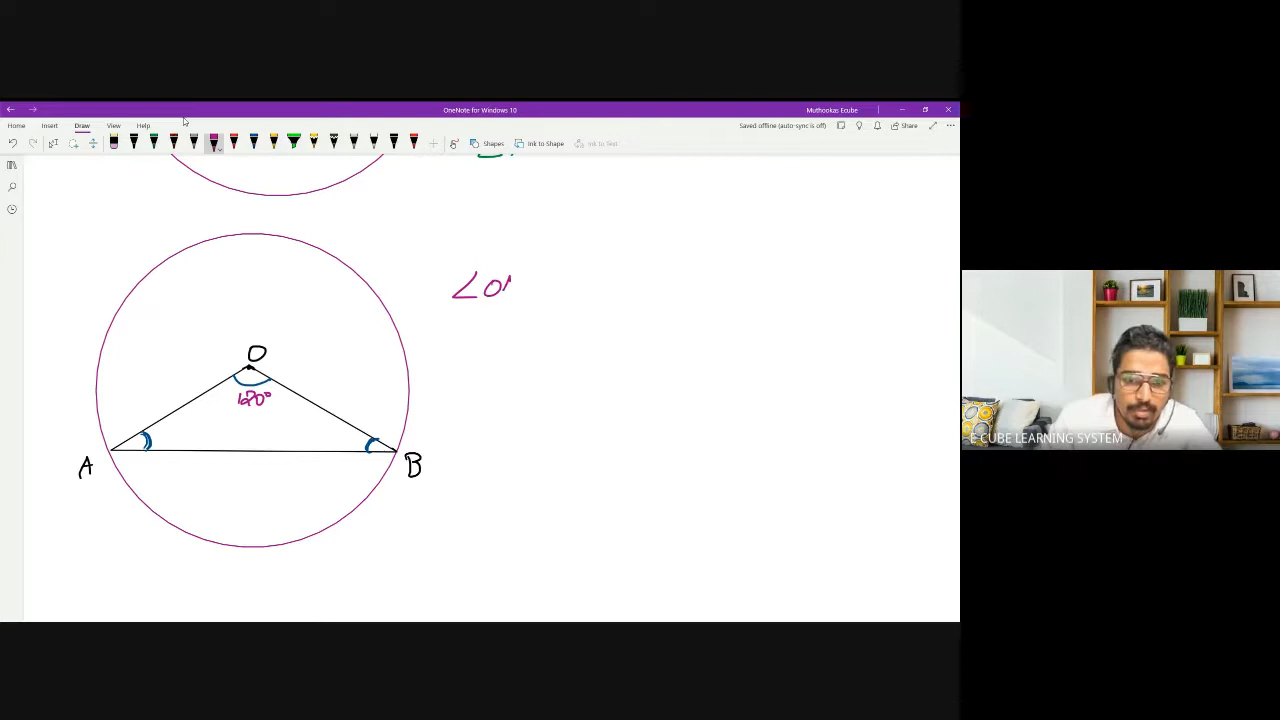 OneNote for Windows 10
Muthookas Ecube
Home Insert Draw View Help
Saved offline (auto-sync is off)
Share
Shapes
Ink to Shape
Ink to Text
∠O
O
120°
A
B
E CUBE LEARNING SYSTEM